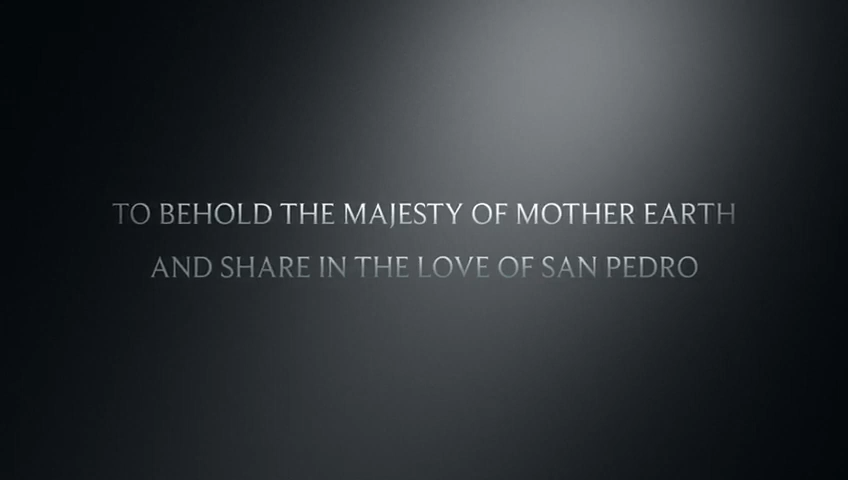 TO BEHOLD THE MAJESTY OF MOTHER EARTH
AND SHARE IN THE LOVE OF SAN PEDRO